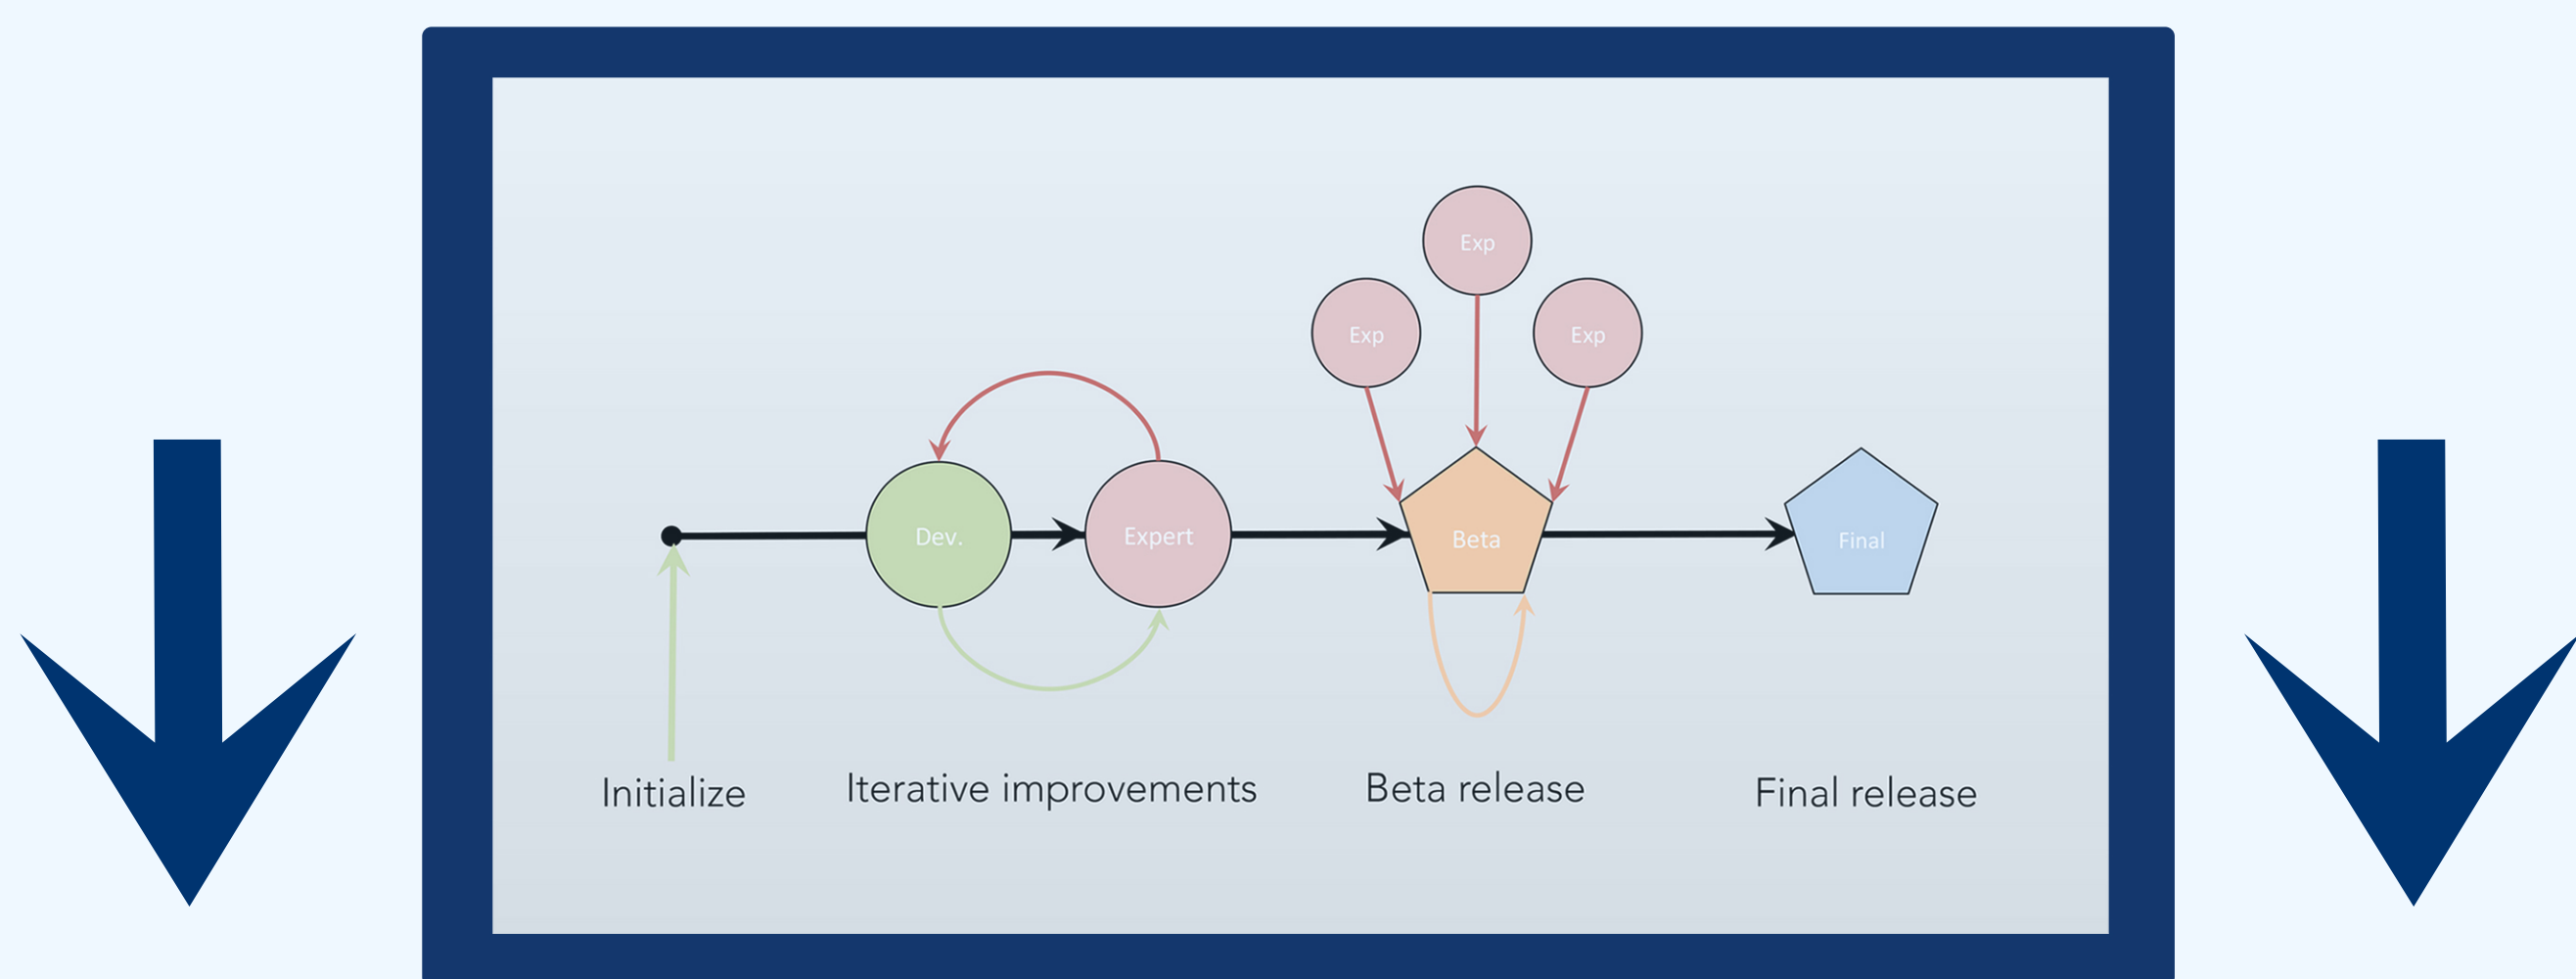 Exp
Exp
Exp
Dev.
Expert
Beta
Final
Initialize
Iterative improvements
Beta release
Final release